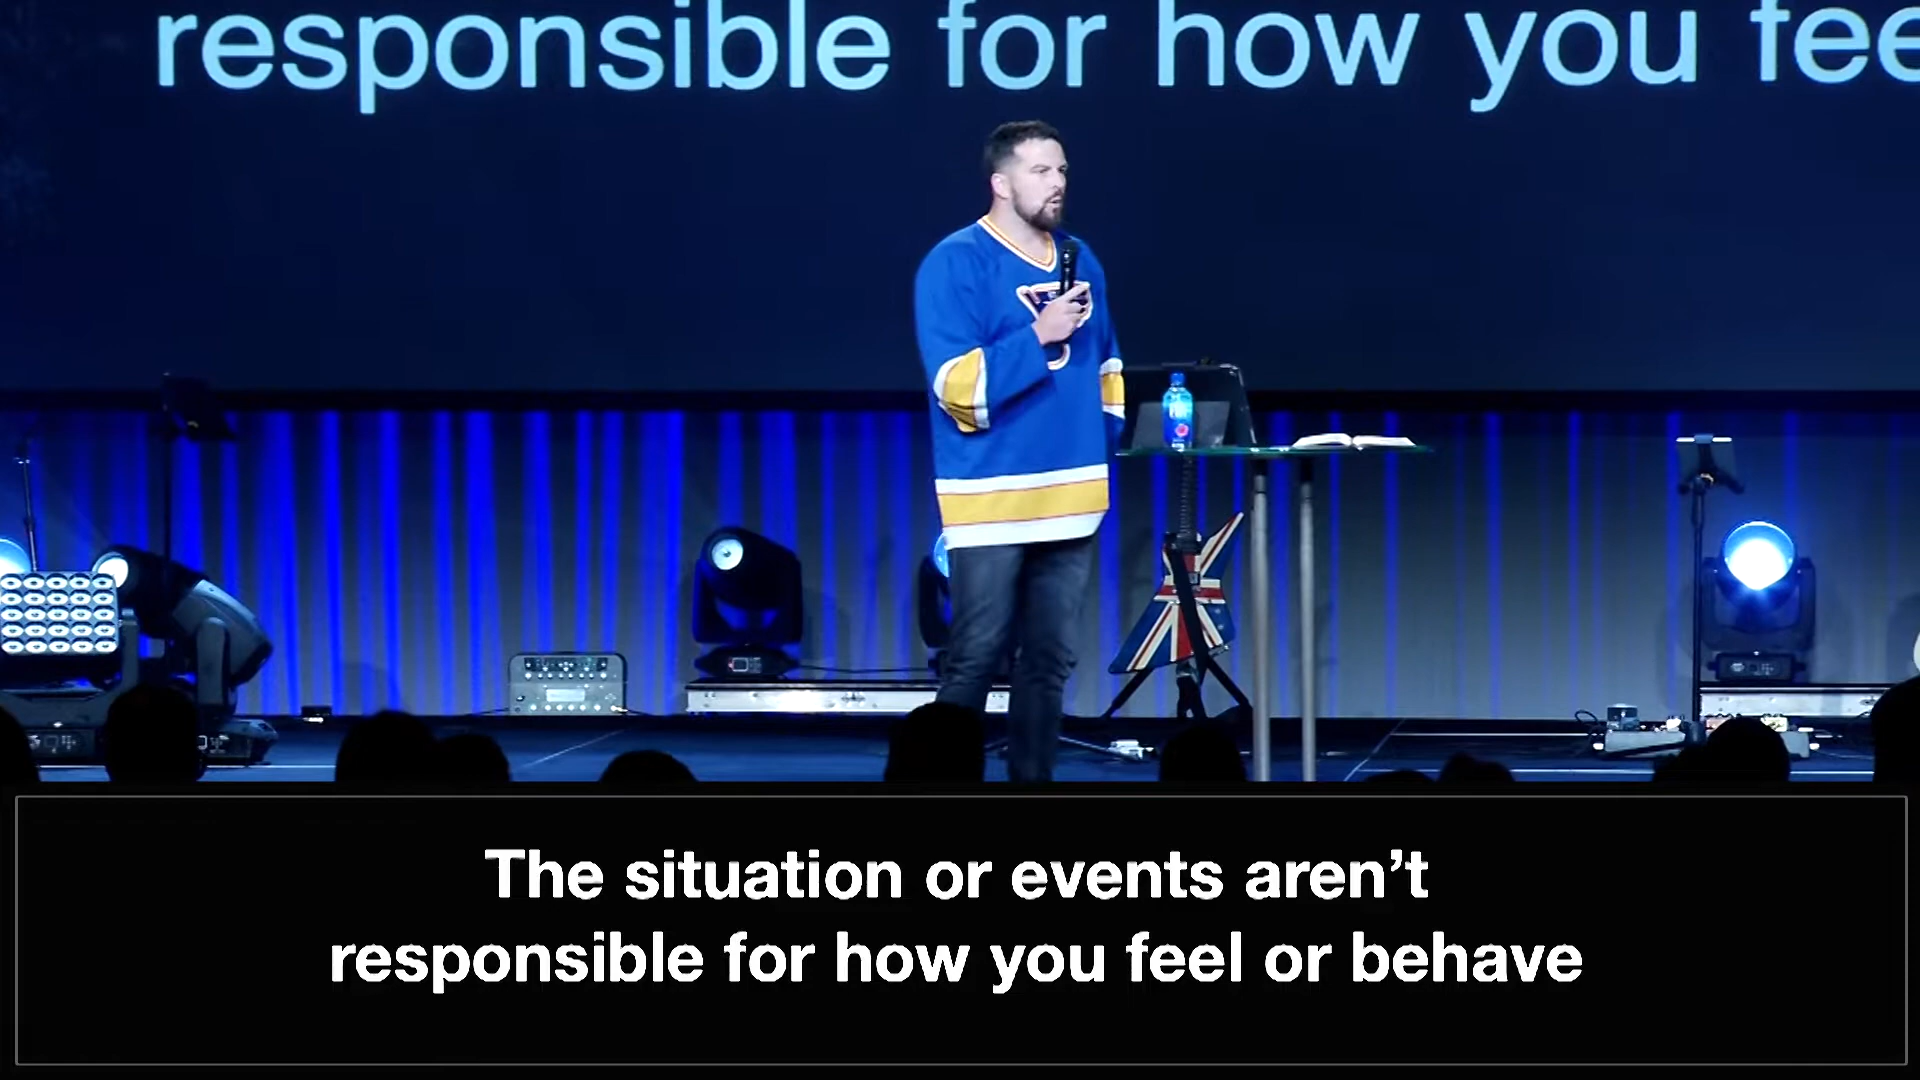 responsible for how you fee
The situation or events aren’t
responsible for how you feel or behave